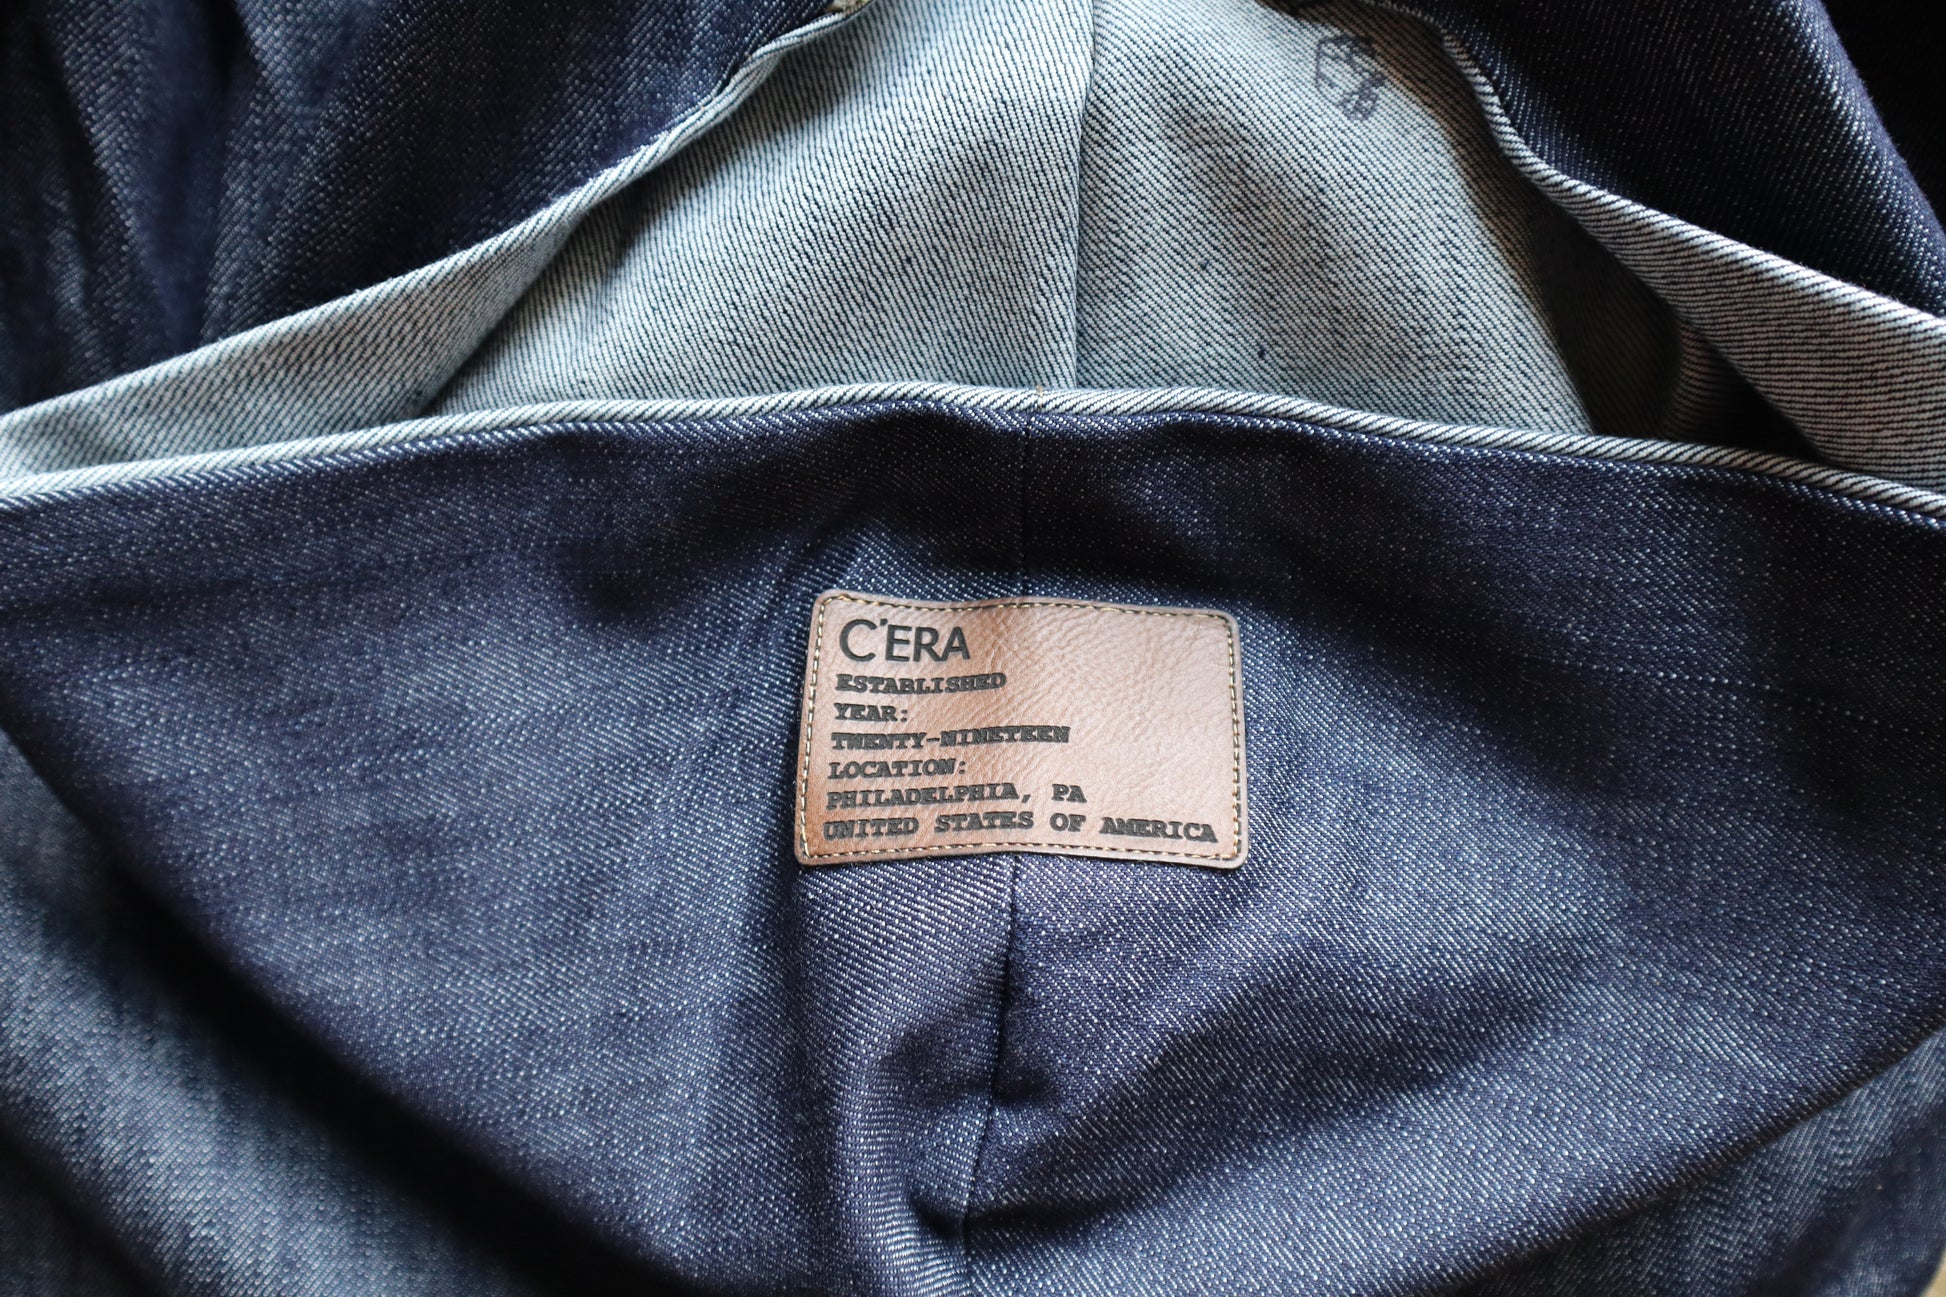 C'ERA
ESTABLISHED
YEAR:
TWENTY-NINETEEN
LOCATION:
PHILADELPHIA, PA
UNITED STATES OF AMERICA